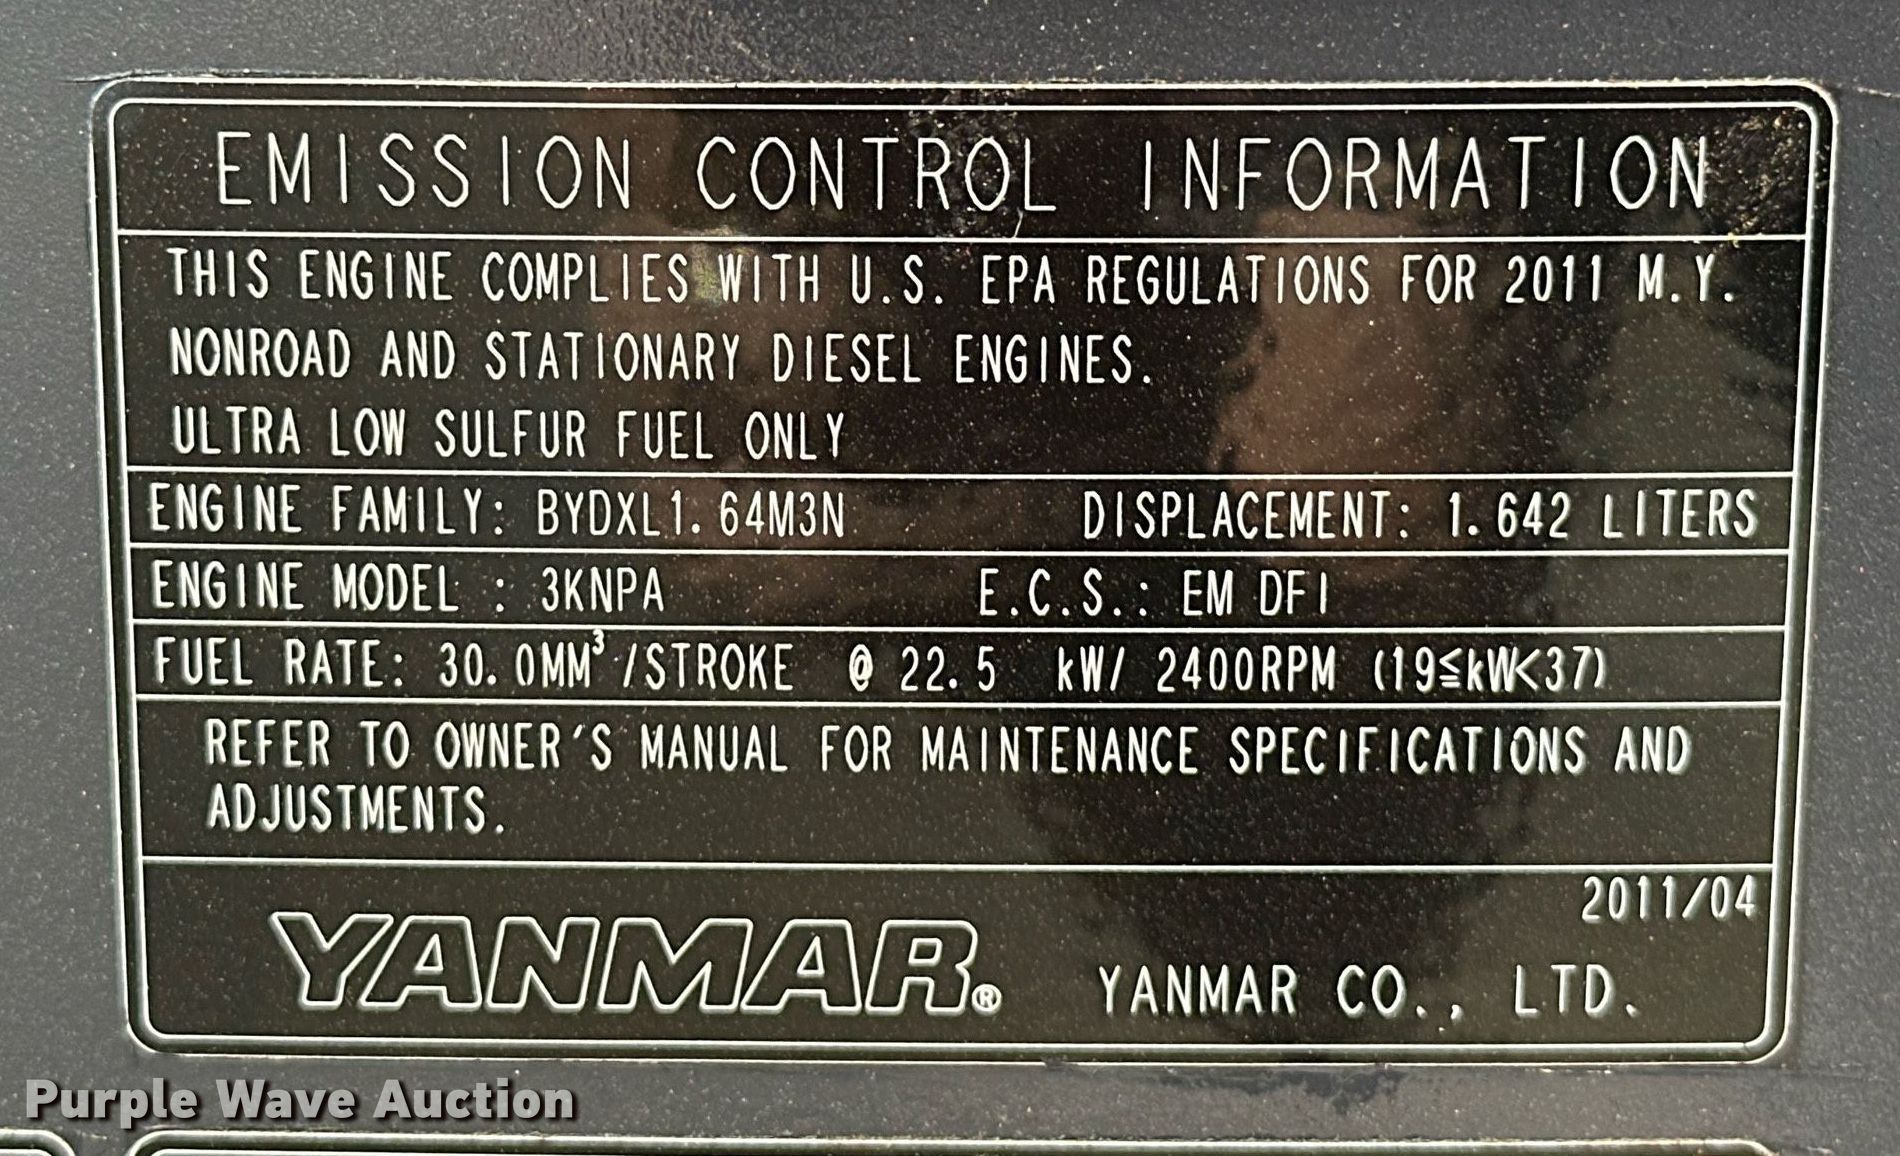 EMISSION CONTROL INFORMATION
THIS ENGINE COMPLIES WITH U.S. EPA REGULATIONS FOR 2011 M.Y.
NONROAD AND STATIONARY DIESEL ENGINES.
ULTRA LOW SULFUR FUEL ONLY
ENGINE FAMILY: BYDXL1.64M3N DISPLACEMENT: 1.642 LITERS
ENGINE MODEL : 3KNPA E.C.S.: EM DFI
FUEL RATE: 30.0MM³/STROKE @ 22.5 kW/ 2400RPM (19≦kW<37)
REFER TO OWNER'S MANUAL FOR MAINTENANCE SPECIFICATIONS AND
ADJUSTMENTS.
2011/04
YANMAR® YANMAR CO., LTD.
Purple Wave Auction